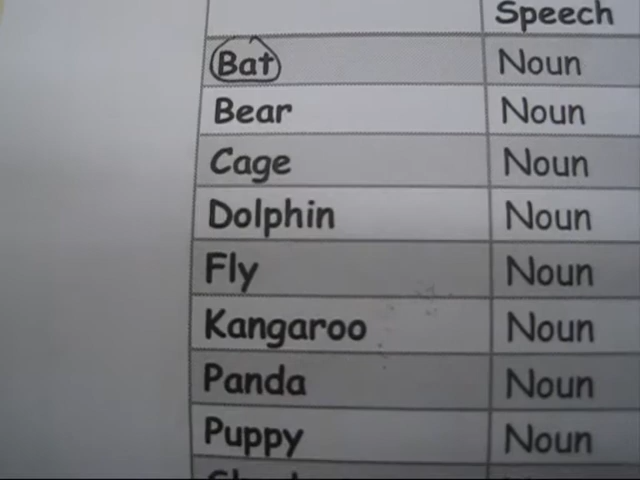 Speech
Bat Noun
Bear Noun
Cage Noun
Dolphin Noun
Fly Noun
Kangaroo Noun
Panda Noun
Puppy Noun